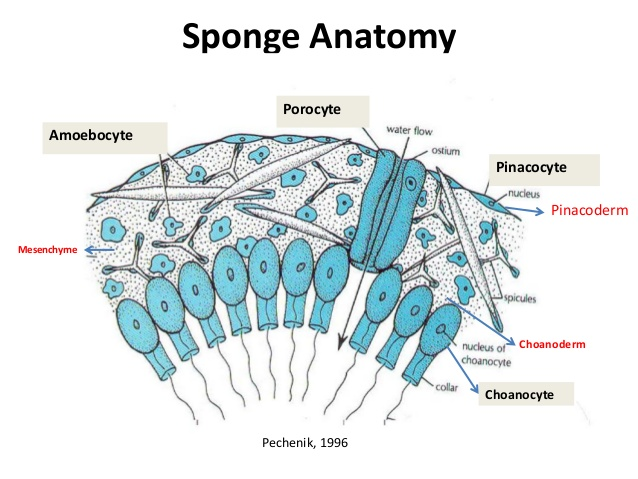 Sponge Anatomy
Porocyte
Amoebocyte
water flow
ostium
Pinacocyte
nucleus
Pinacoderm
Mesenchyme
spicules
Choanoderm
nucleus of
choanocyte
collar
Choanocyte
Pechenik, 1996